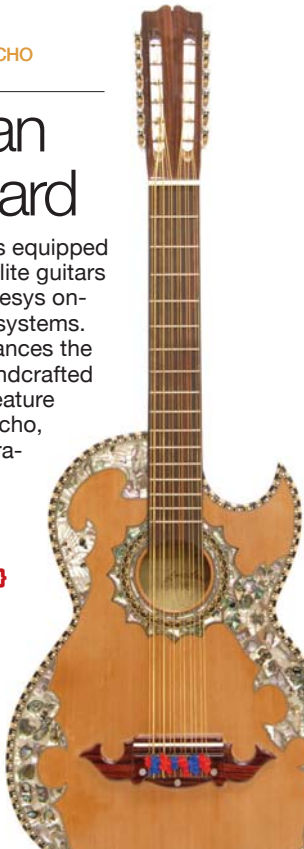 CHO
an
ard
s equipped
lite guitars
esys on-
systems.
ances the
ndcrafted
eature
cho,
ra-
}